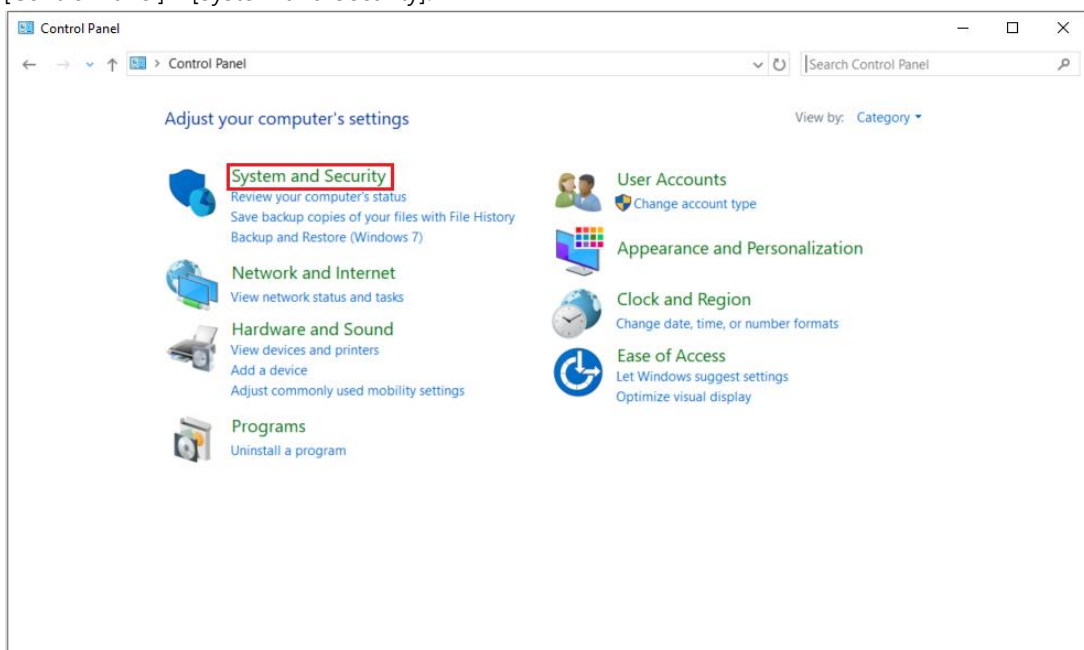 Control Panel
Control Panel
Search Control Panel
Adjust your computer's settings
View by: Category
System and Security
Review your computer's status
Save backup copies of your files with File History
Backup and Restore (Windows 7)
Network and Internet
View network status and tasks
Hardware and Sound
View devices and printers
Add a device
Adjust commonly used mobility settings
Programs
Uninstall a program
User Accounts
Change account type
Appearance and Personalization
Clock and Region
Change date, time, or number formats
Ease of Access
Let Windows suggest settings
Optimize visual display